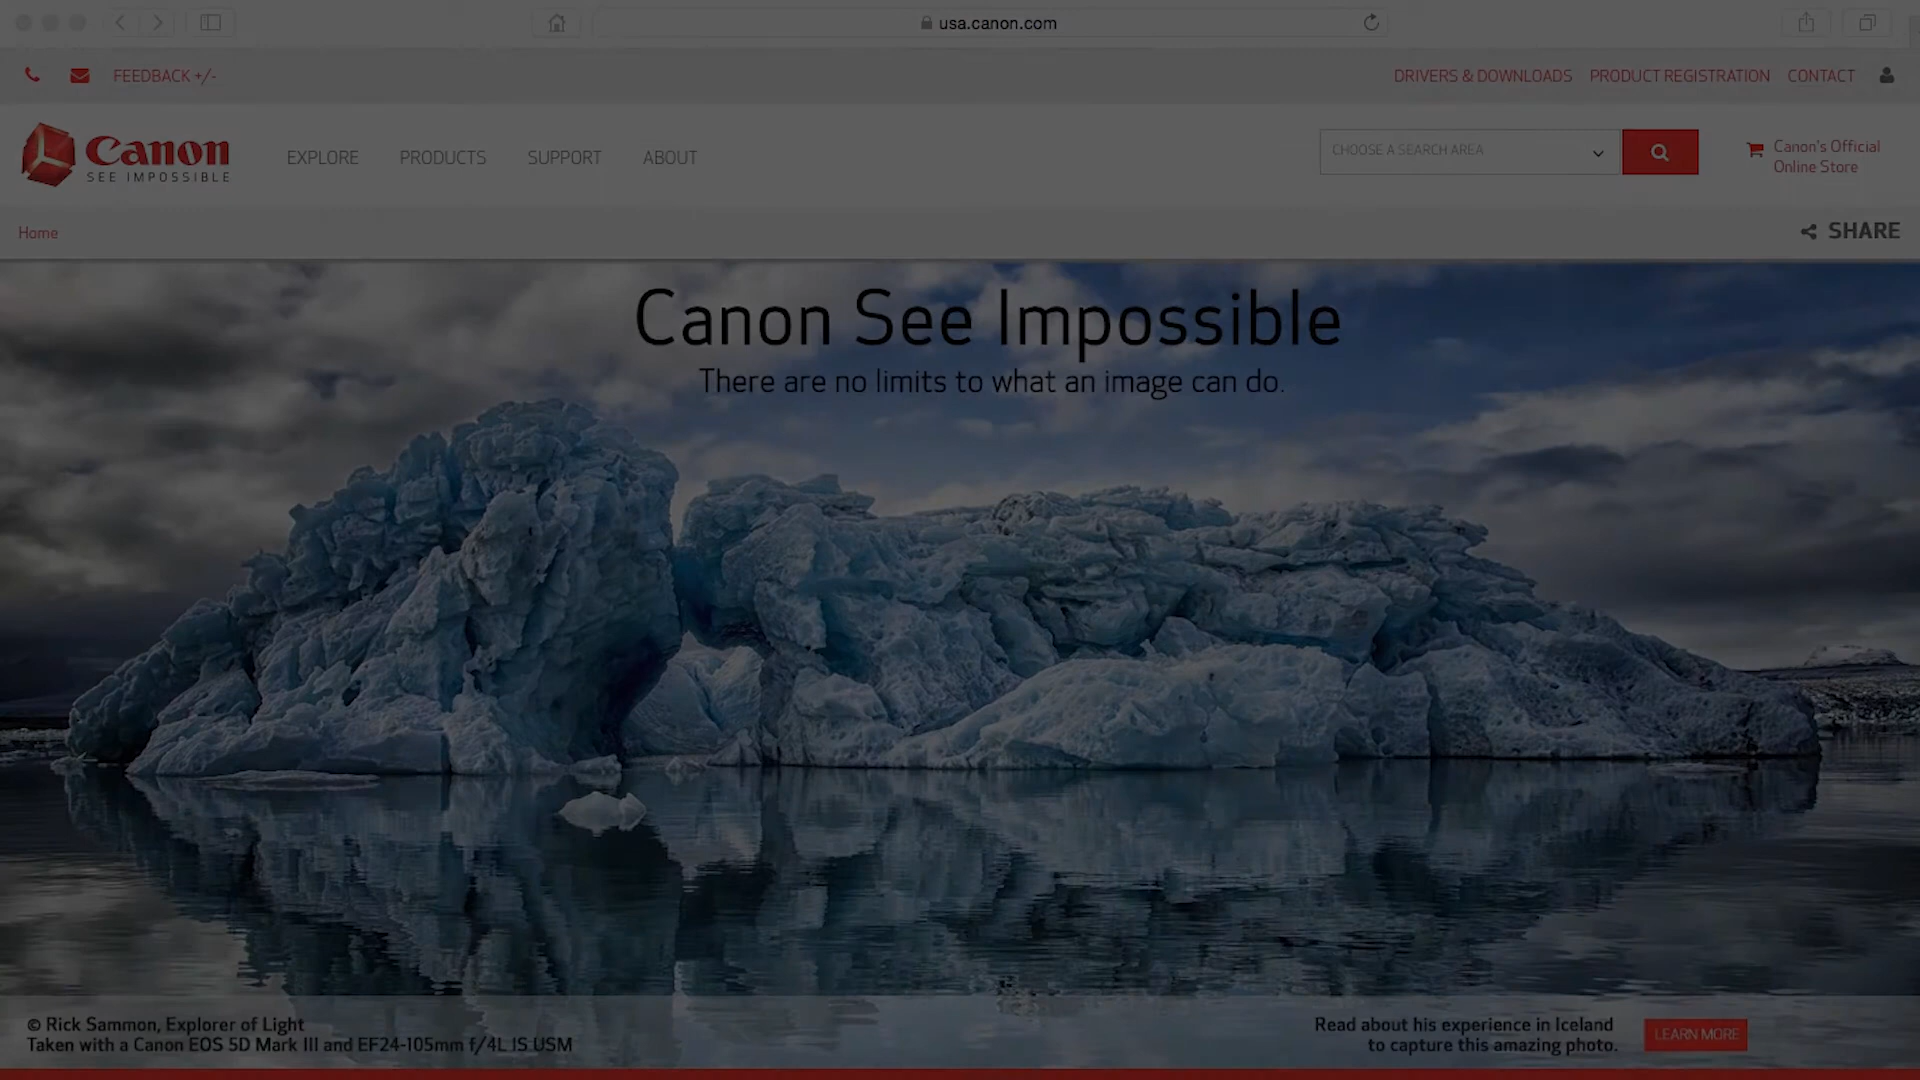 usa.canon.com
FEEDBACK +/-
DRIVERS & DOWNLOADS PRODUCT REGISTRATION CONTACT
Canon
SEE IMPOSSIBLE
EXPLORE PRODUCTS SUPPORT ABOUT
CHOOSE A SEARCH AREA
Canon's Official
Online Store
Home
SHARE
Canon See Impossible
There are no limits to what an image can do.
© Rick Sammon, Explorer of Light
Taken with a Canon EOS 5D Mark III and EF24-105mm f/4L IS USM
Read about his experience in Iceland
to capture this amazing photo.
LEARN MORE